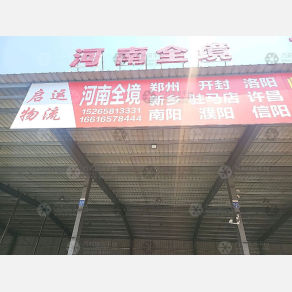 河南全境
启运
物流
河南全境
15265813331
16616578444
郑州 开封 洛阳
新乡 驻马店 许昌
南阳 濮阳 信阳